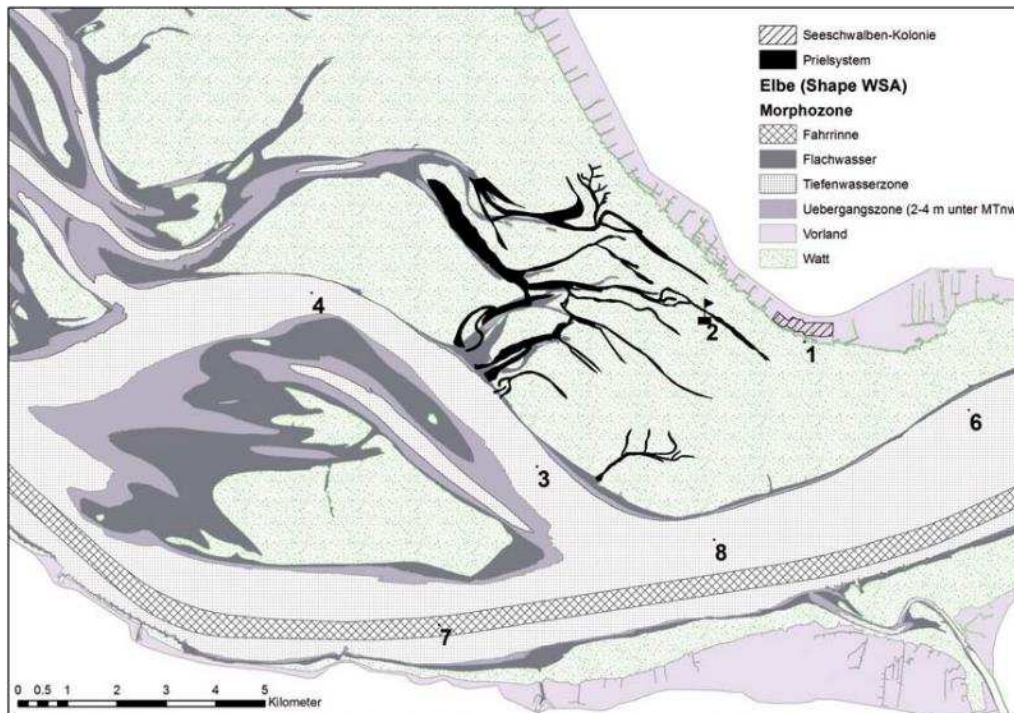 Seeschwalben-Kolonie
Prielsystem
Elbe (Shape WSA)
Morphozone
Fahrrinne
Flachwasser
Tiefenwasserzone
Uebergangszone (2-4 m unter MTnw
Vorland
Watt
4
2
1
6
3
8
7
0 0.5 1 2 3 4 5
Kilometer